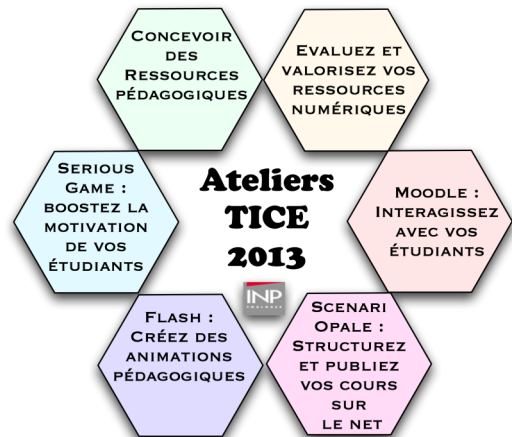 CONCEVOIR
DES
RESSOURCES
PÉDAGOGIQUES
EVALUEZ ET
VALORISEZ VOS
RESSOURCES
NUMÉRIQUES
SERIOUS
GAME :
BOOSTEZ LA
MOTIVATION
DE VOS
ÉTUDIANTS
Ateliers
TICE
2013
INP
TOULOUSE
MOODLE :
INTERAGISSEZ
AVEC VOS
ÉTUDIANTS
FLASH :
CRÉEZ DES
ANIMATIONS
PÉDAGOGIQUES
SCENARI
OPALE :
STRUCTUREZ
ET PUBLIEZ
VOS COURS
SUR
LE NET